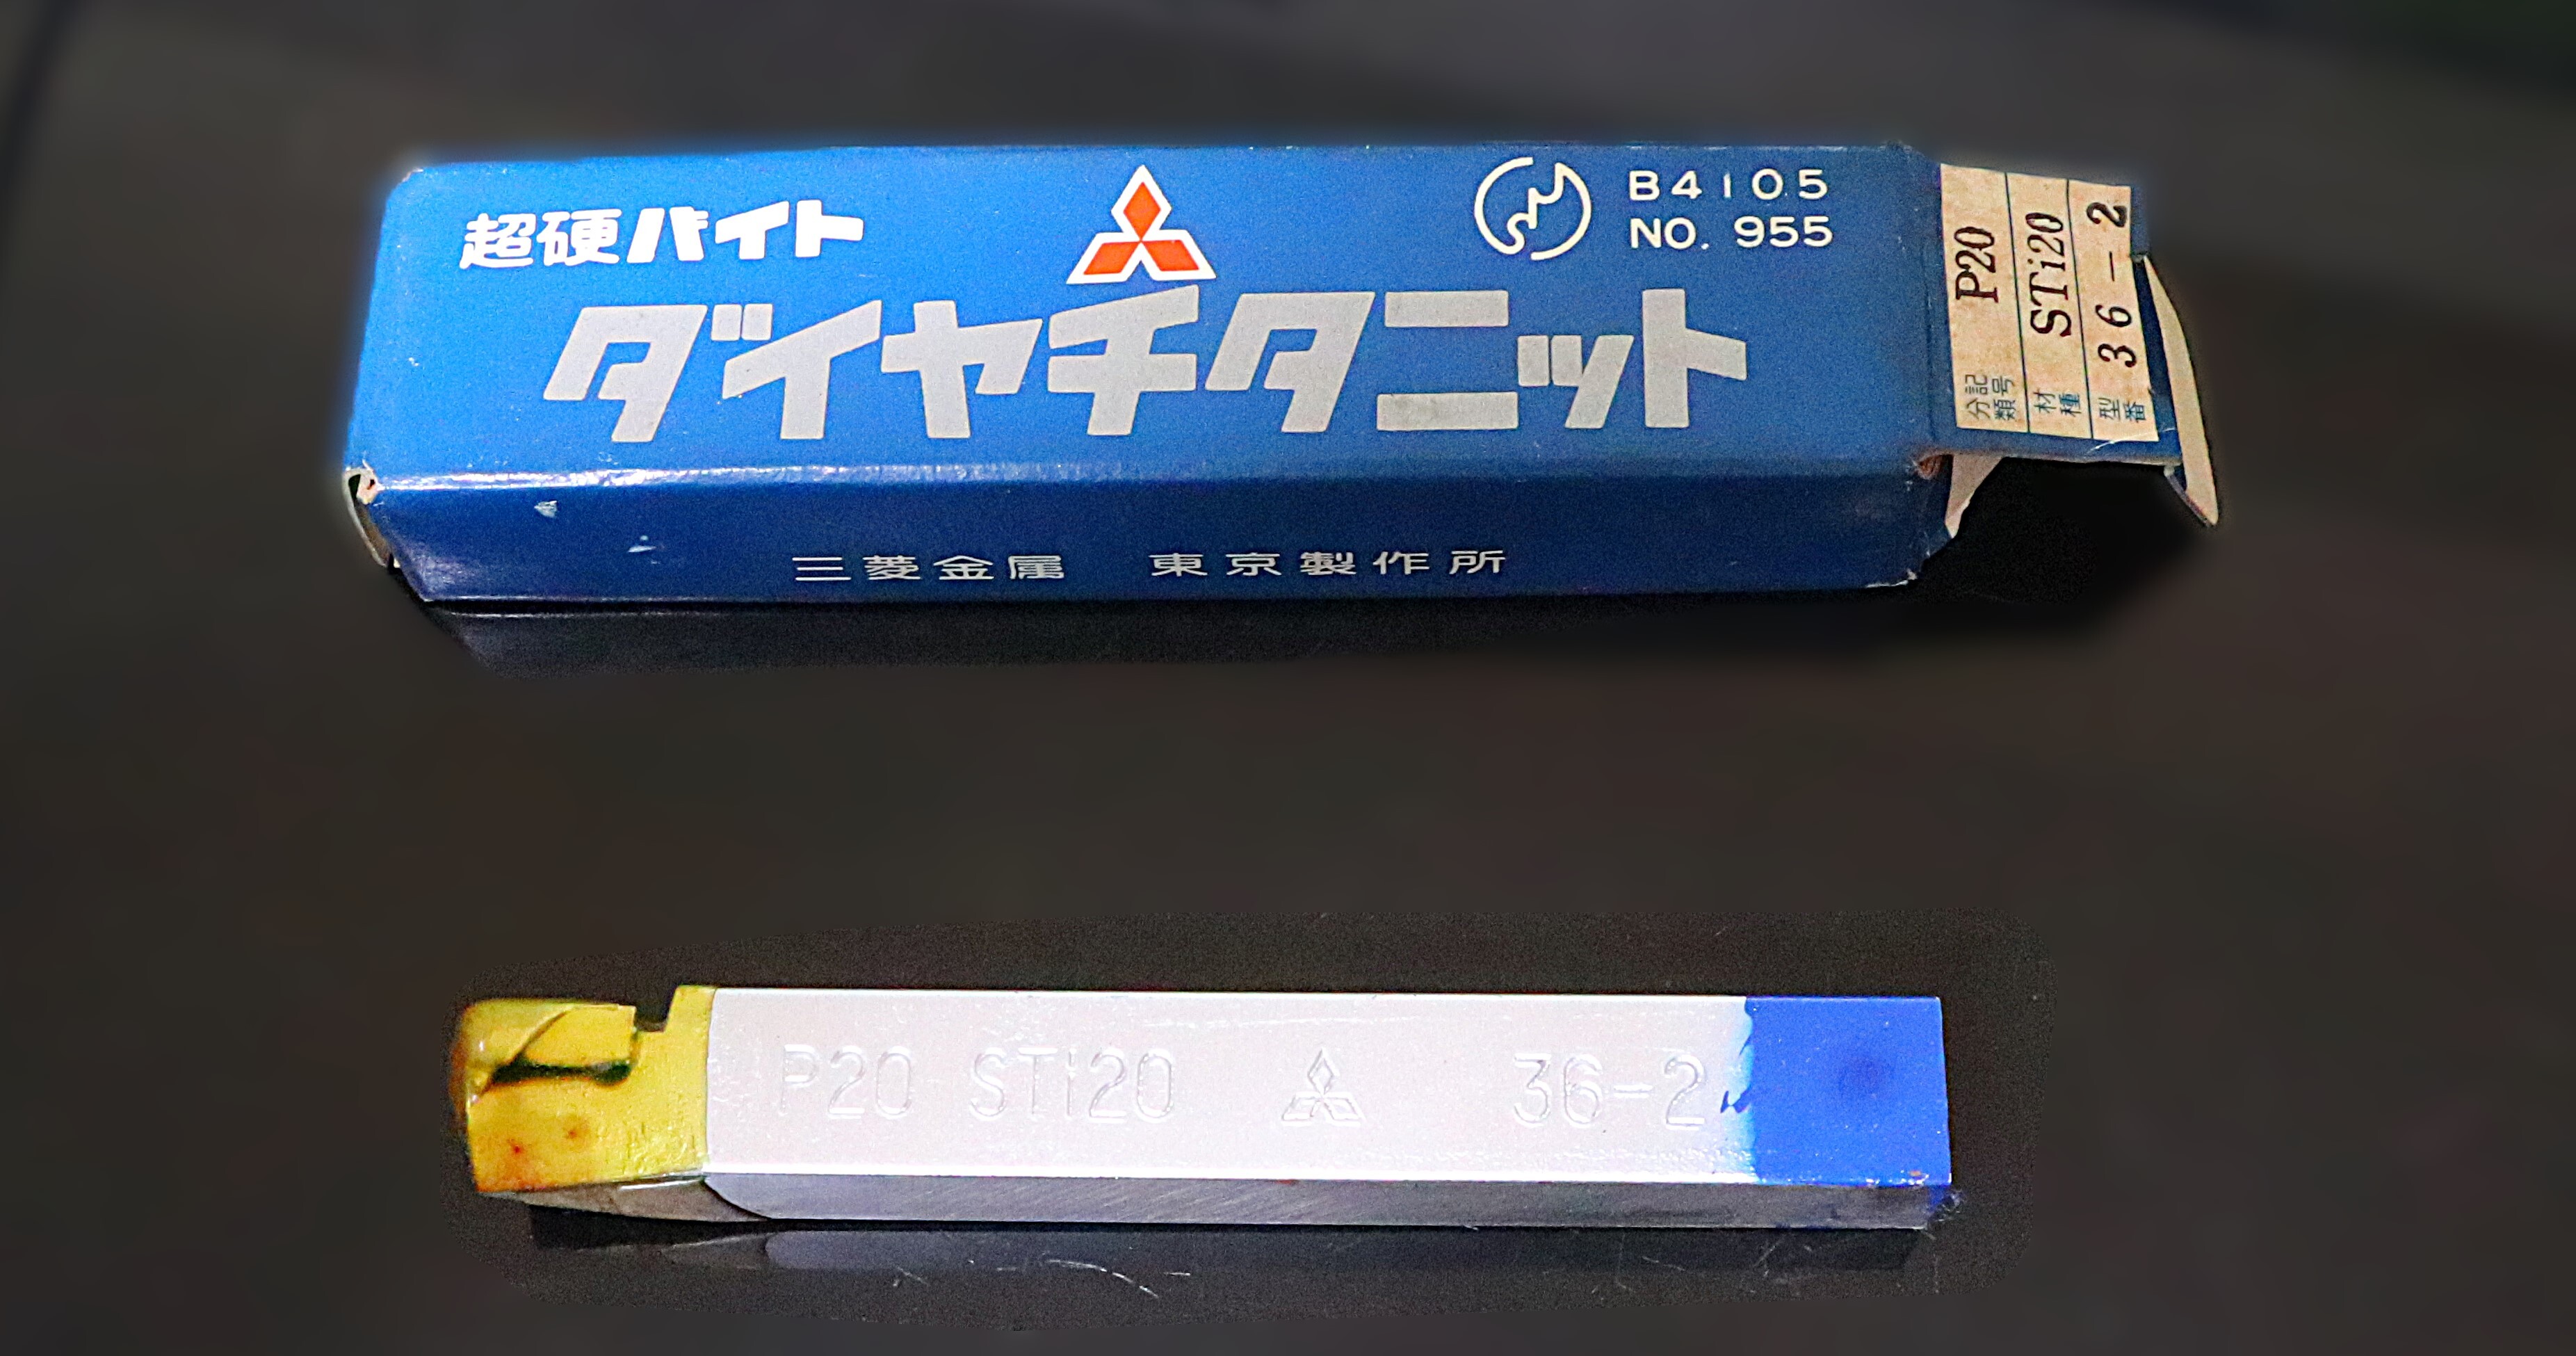 超硬バイト
B4105
NO. 955
ダイヤチタニット
三菱金属 東京製作所
分類記号 P20
材種 STi20
型番 36-2
P20 STi20 36-2